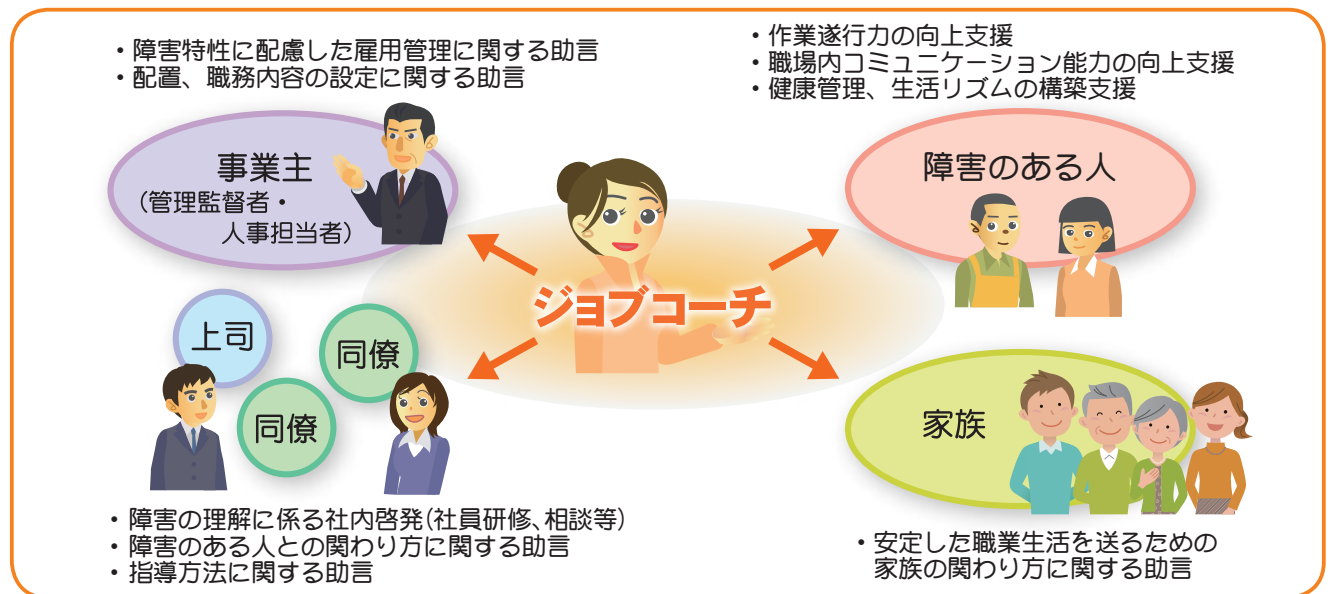 ・障害特性に配慮した雇用管理に関する助言
・配置、職務内容の設定に関する助言
事業主
（管理監督者・
人事担当者）
・作業遂行力の向上支援
・職場内コミュニケーション能力の向上支援
・健康管理、生活リズムの構築支援
障害のある人
ジョブコーチ
上司
同僚
同僚
・障害の理解に係る社内啓発（社員研修、相談等）
・障害のある人との関わり方に関する助言
・指導方法に関する助言
家族
・安定した職業生活を送るための
家族の関わり方に関する助言